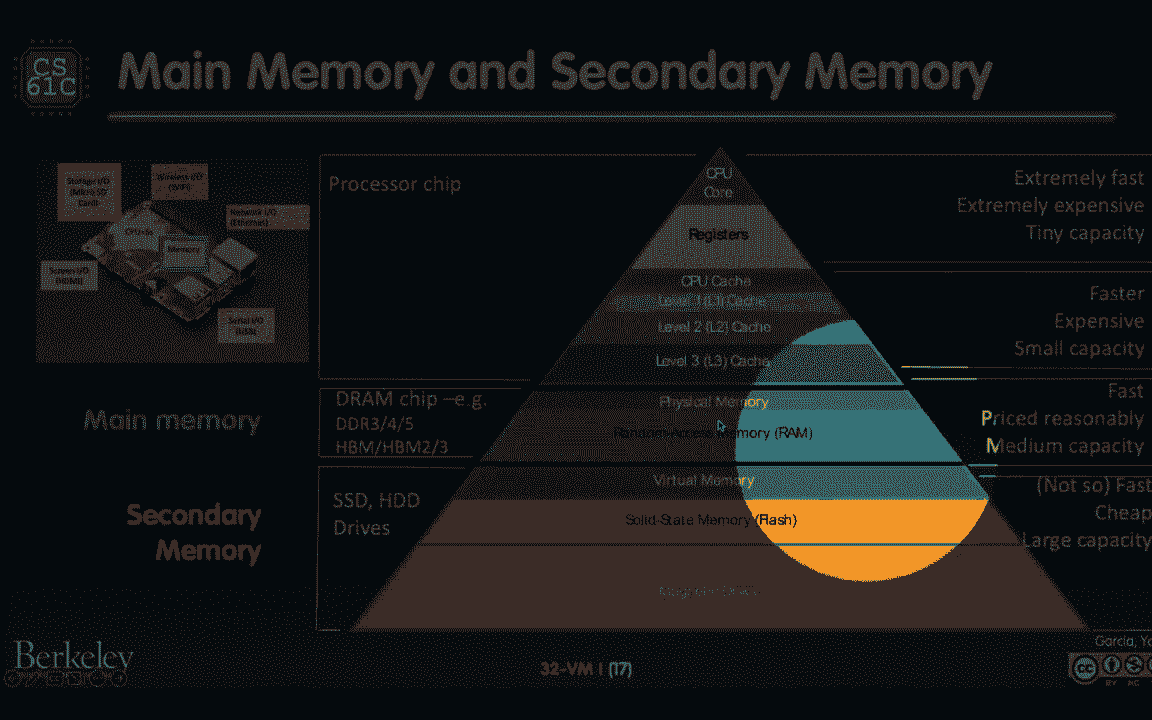 CS
61C
Main Memory and Secondary Memory
Storage I/O
(Micro SD
Card)
Wireless I/O
(WiFi)
Network I/O
(Ethernet)
Memory
Screen I/O
(HDMI)
Serial I/O
(USB)
Processor chip
CPU
Core
Registers
CPU Cache
Level 1 (L1) Cache
Level 2 (L2) Cache
Level 3 (L3) Cache
Extremely fast
Extremely expensive
Tiny capacity
Faster
Expensive
Small capacity
Main memory
DRAM chip –e.g.
DDR3/4/5
HBM/HBM2/3
Physical Memory
Random-Access Memory (RAM)
Fast
Priced reasonably
Medium capacity
Secondary
Memory
SSD, HDD
Drives
Virtual Memory
Solid-State Memory (Flash)
(Not so) Fast
Cheap
Large capacity
Berkeley
32-VM I (17)
Garcia,
cc
BY NC